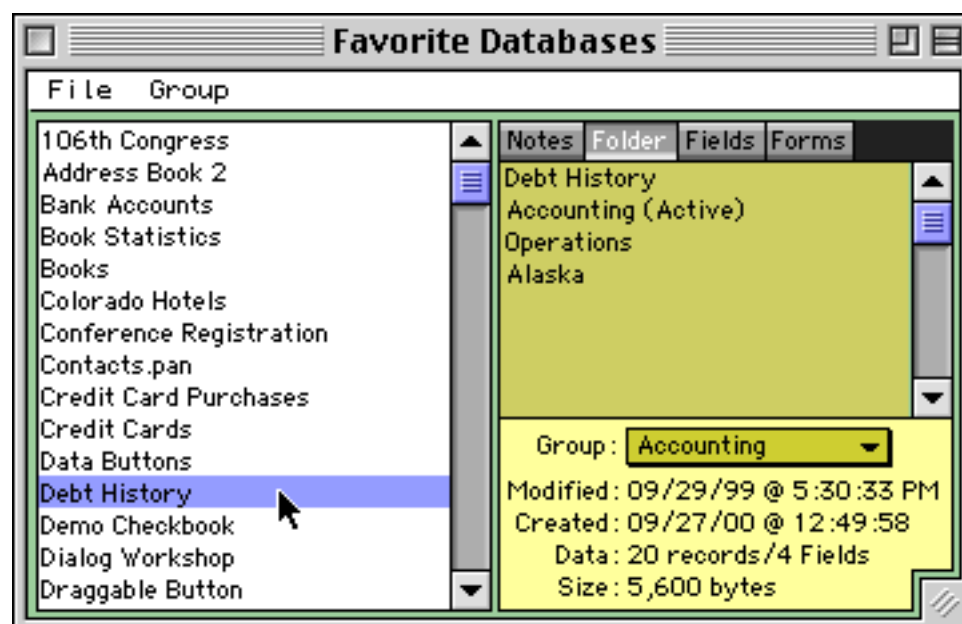 Favorite Databases
File Group
106th Congress
Address Book 2
Bank Accounts
Book Statistics
Books
Colorado Hotels
Conference Registration
Contacts.pan
Credit Card Purchases
Credit Cards
Data Buttons
Debt History
Demo Checkbook
Dialog Workshop
Draggable Button
Notes Folder Fields Forms
Debt History
Accounting (Active)
Operations
Alaska
Group: Accounting
Modified: 09/29/99 @ 5:30:33 PM
Created: 09/27/00 @ 12:49:58
Data: 20 records/4 Fields
Size: 5,600 bytes